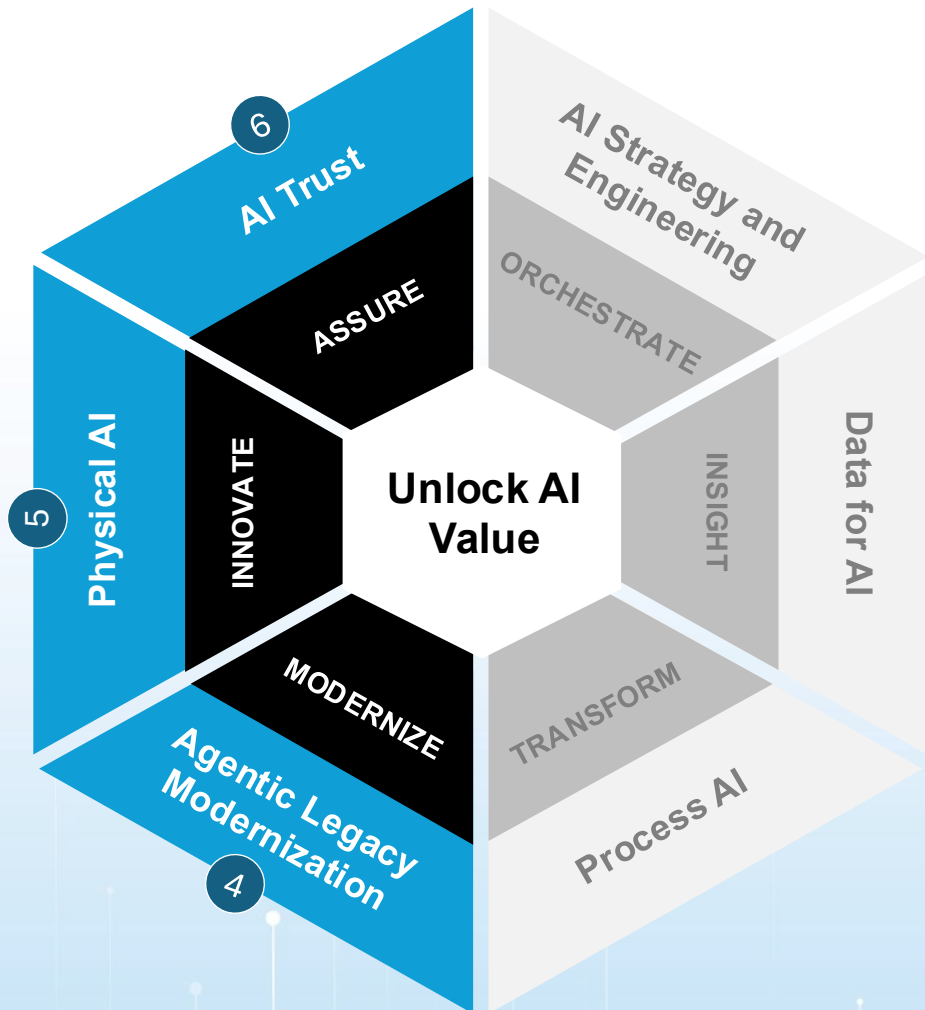 6
AI Trust
ASSURE
AI Strategy and
Engineering
ORCHESTRATE
5
Physical AI
INNOVATE
Unlock AI
Value
INSIGHT
Data for AI
MODERNIZE
Agentic Legacy
Modernization
4
TRANSFORM
Process AI